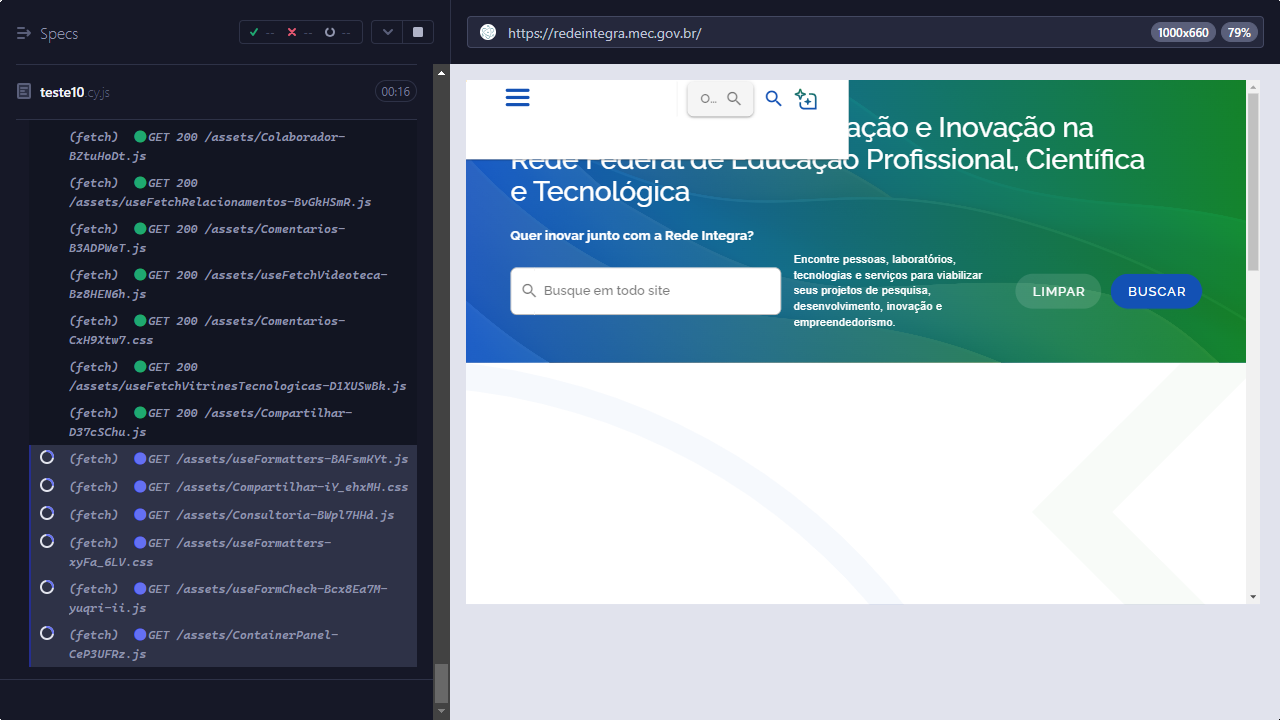 Specs
-- -- --
https://redeintegra.mec.gov.br/
1000x660 79%
teste10.cy.js
00:16
(fetch) GET 200 /assets/Colaborador-
BZtuHoDt.js
(fetch) GET 200
/assets/useFetchRelacionamentos-BvGkHSmR.js
(fetch) GET 200 /assets/Comentarios-
B3ADPWeT.js
(fetch) GET 200 /assets/useFetchVideoteca-
Bz8HEN6h.js
(fetch) GET 200 /assets/Comentarios-
CxH9Xtw7.css
(fetch) GET 200
/assets/useFetchVitrinesTecnologicas-D1XUSwBk.js
(fetch) GET 200 /assets/Compartilhar-
D37cSChu.js
(fetch) GET /assets/useFormatters-BAFsmKYt.js
(fetch) GET /assets/Compartilhar-iY_ehxMH.css
(fetch) GET /assets/Consultoria-BWpl7HHd.js
(fetch) GET /assets/useFormatters-
xyFa_6LV.css
(fetch) GET /assets/useFormCheck-Bcx8Ea7M-
yuqri-ii.js
(fetch) GET /assets/ContainerPanel-
CeP3UFRz.js
O...
ação e Inovação na
Rede Federal de Educação Profissional, Científica
e Tecnológica
Quer inovar junto com a Rede Integra?
Busque em todo site
Encontre pessoas, laboratórios,
tecnologias e serviços para viabilizar
seus projetos de pesquisa,
desenvolvimento, inovação e
empreendedorismo.
LIMPAR
BUSCAR